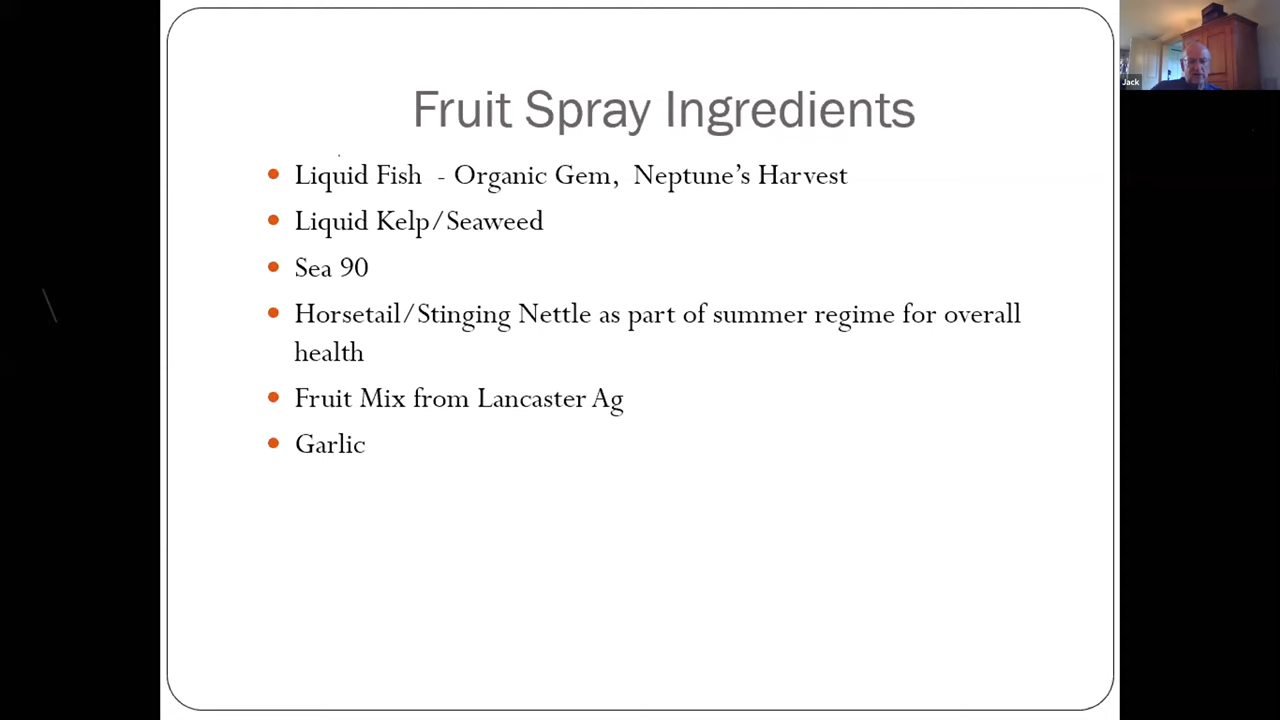 Fruit Spray Ingredients
• Liquid Fish - Organic Gem, Neptune's Harvest
• Liquid Kelp/Seaweed
• Sea 90
• Horsetail/Stinging Nettle as part of summer regime for overall
health
• Fruit Mix from Lancaster Ag
• Garlic
Jack